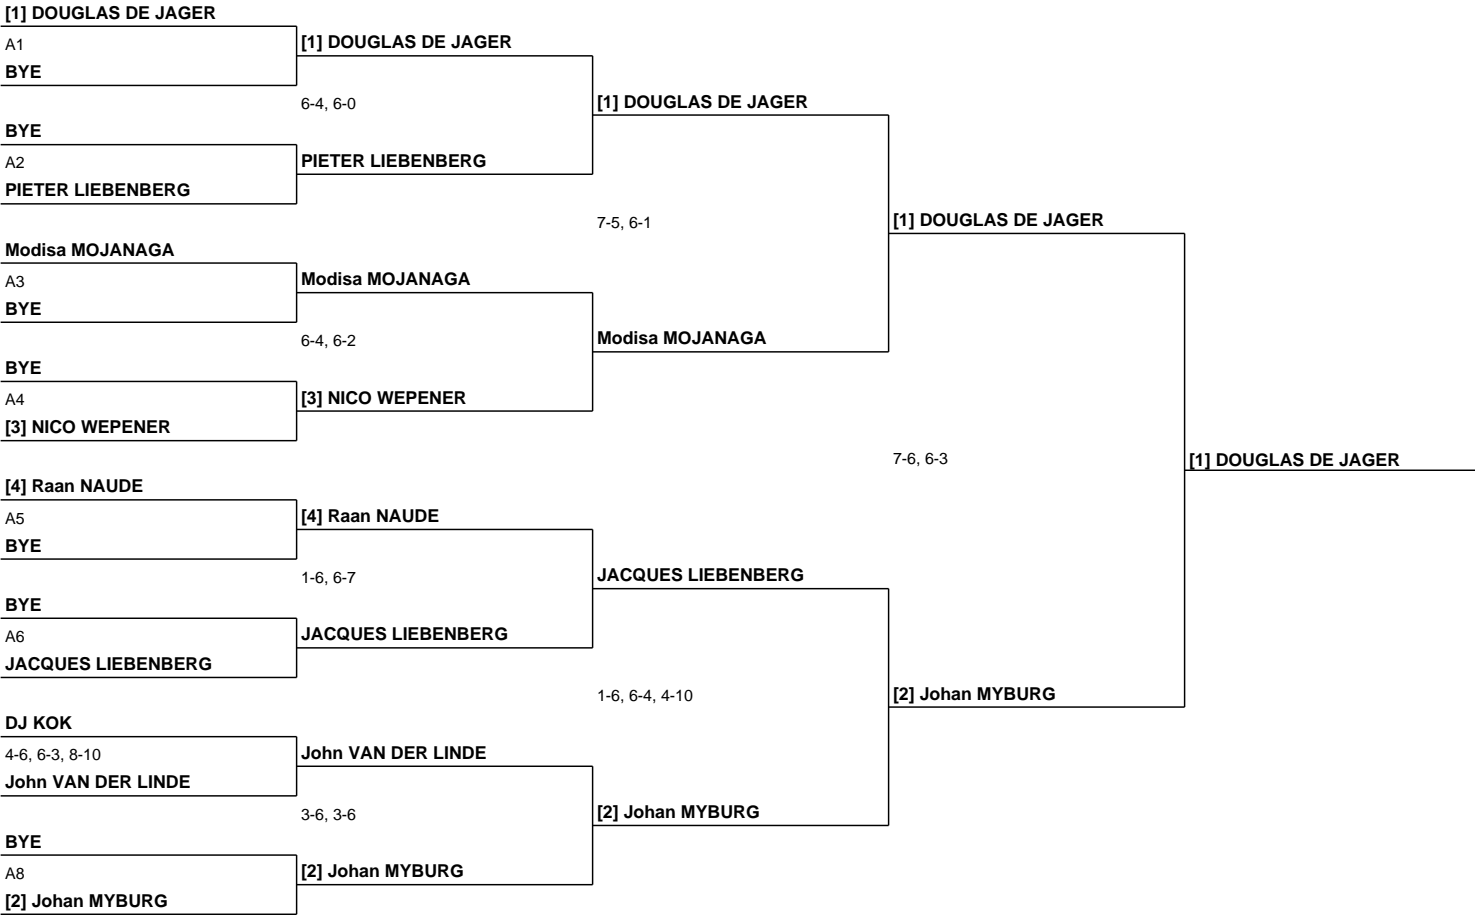 [1] DOUGLAS DE JAGER
A1
BYE
BYE
A2
PIETER LIEBENBERG
Modisa MOJANAGA
A3
BYE
BYE
A4
[3] NICO WEPENER
[4] Raan NAUDE
A5
BYE
BYE
A6
JACQUES LIEBENBERG
DJ KOK
4-6, 6-3, 8-10
John VAN DER LINDE
BYE
A8
[2] Johan MYBURG
[1] DOUGLAS DE JAGER
6-4, 6-0
PIETER LIEBENBERG
Modisa MOJANAGA
6-4, 6-2
[3] NICO WEPENER
[4] Raan NAUDE
1-6, 6-7
JACQUES LIEBENBERG
John VAN DER LINDE
3-6, 3-6
[2] Johan MYBURG
[1] DOUGLAS DE JAGER
7-5, 6-1
Modisa MOJANAGA
JACQUES LIEBENBERG
1-6, 6-4, 4-10
[2] Johan MYBURG
[1] DOUGLAS DE JAGER
7-6, 6-3
[2] Johan MYBURG
[1] DOUGLAS DE JAGER